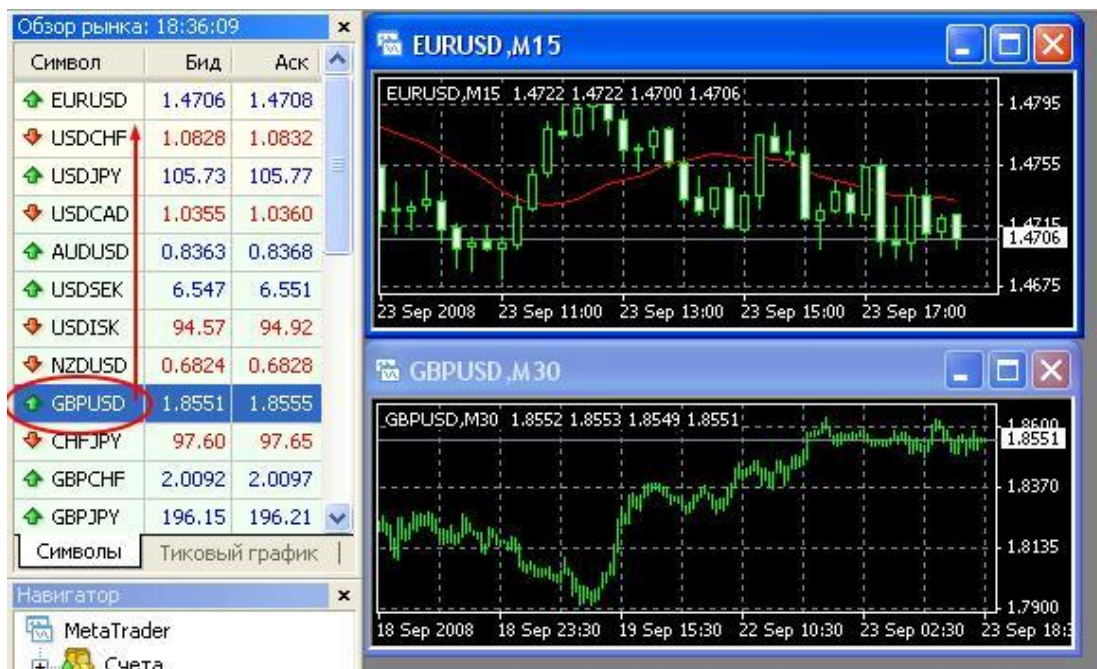 Обзор рынка: 18:36:09
Символ Бид Аск
EURUSD 1.4706 1.4708
USDCHF 1.0828 1.0832
USDJPY 105.73 105.77
USDCAD 1.0355 1.0360
AUDUSD 0.8363 0.8368
USDSEK 6.547 6.551
USDISK 94.57 94.92
NZDUSD 0.6824 0.6828
GBPUSD 1.8551 1.8555
CHFJPY 97.60 97.65
GBPCHF 2.0092 2.0097
GBPJPY 196.15 196.21
Символы Тиковый график
Навигатор
MetaTrader
Счета
EURUSD,M15
EURUSD,M15 1.4722 1.4722 1.4700 1.4706
1.4795
1.4755
1.4715
1.4706
1.4675
23 Sep 2008 23 Sep 11:00 23 Sep 13:00 23 Sep 15:00 23 Sep 17:00
GBPUSD,M30
GBPUSD,M30 1.8552 1.8553 1.8549 1.8551
1.8600
1.8551
1.8370
1.8135
1.7900
18 Sep 2008 18 Sep 23:30 19 Sep 15:30 22 Sep 10:30 23 Sep 02:30 23 Sep 18: